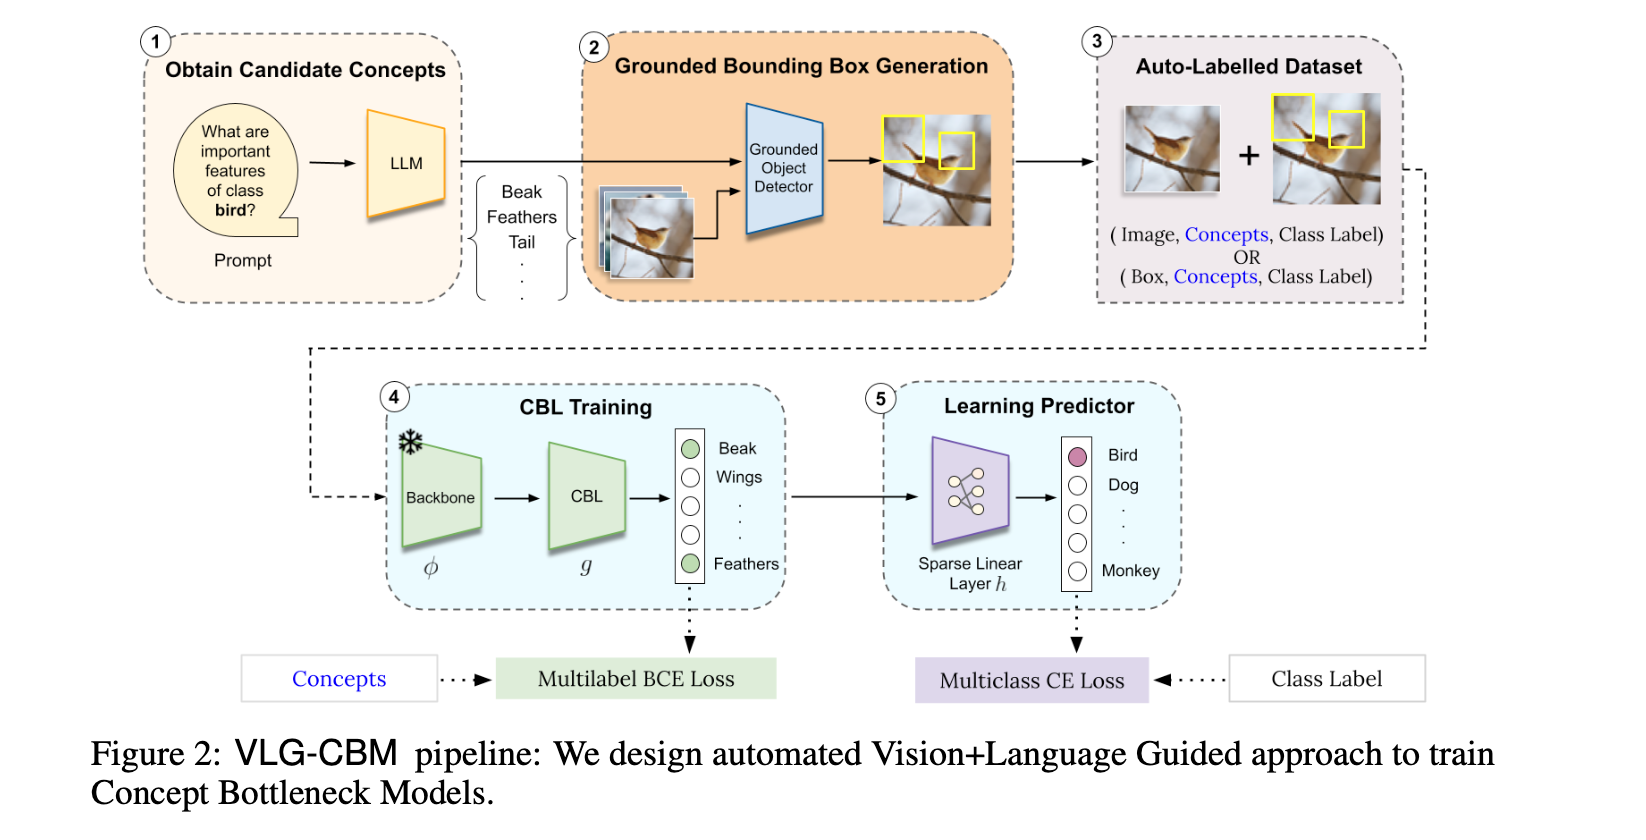 1
Obtain Candidate Concepts
What are
important
features
of class
bird?
Prompt
LLM
Beak
Feathers
Tail
.
.
.
2
Grounded Bounding Box Generation
Grounded
Object
Detector
3
Auto-Labelled Dataset
+
( Image, Concepts, Class Label)
OR
( Box, Concepts, Class Label)
4
CBL Training
Backbone
ϕ
CBL
g
Beak
Wings
.
.
.
Feathers
5
Learning Predictor
Sparse Linear
Layer h
Bird
Dog
.
.
.
Monkey
Concepts
Multilabel BCE Loss
Multiclass CE Loss
Class Label
Figure 2: VLG-CBM pipeline: We design automated Vision+Language Guided approach to train
Concept Bottleneck Models.